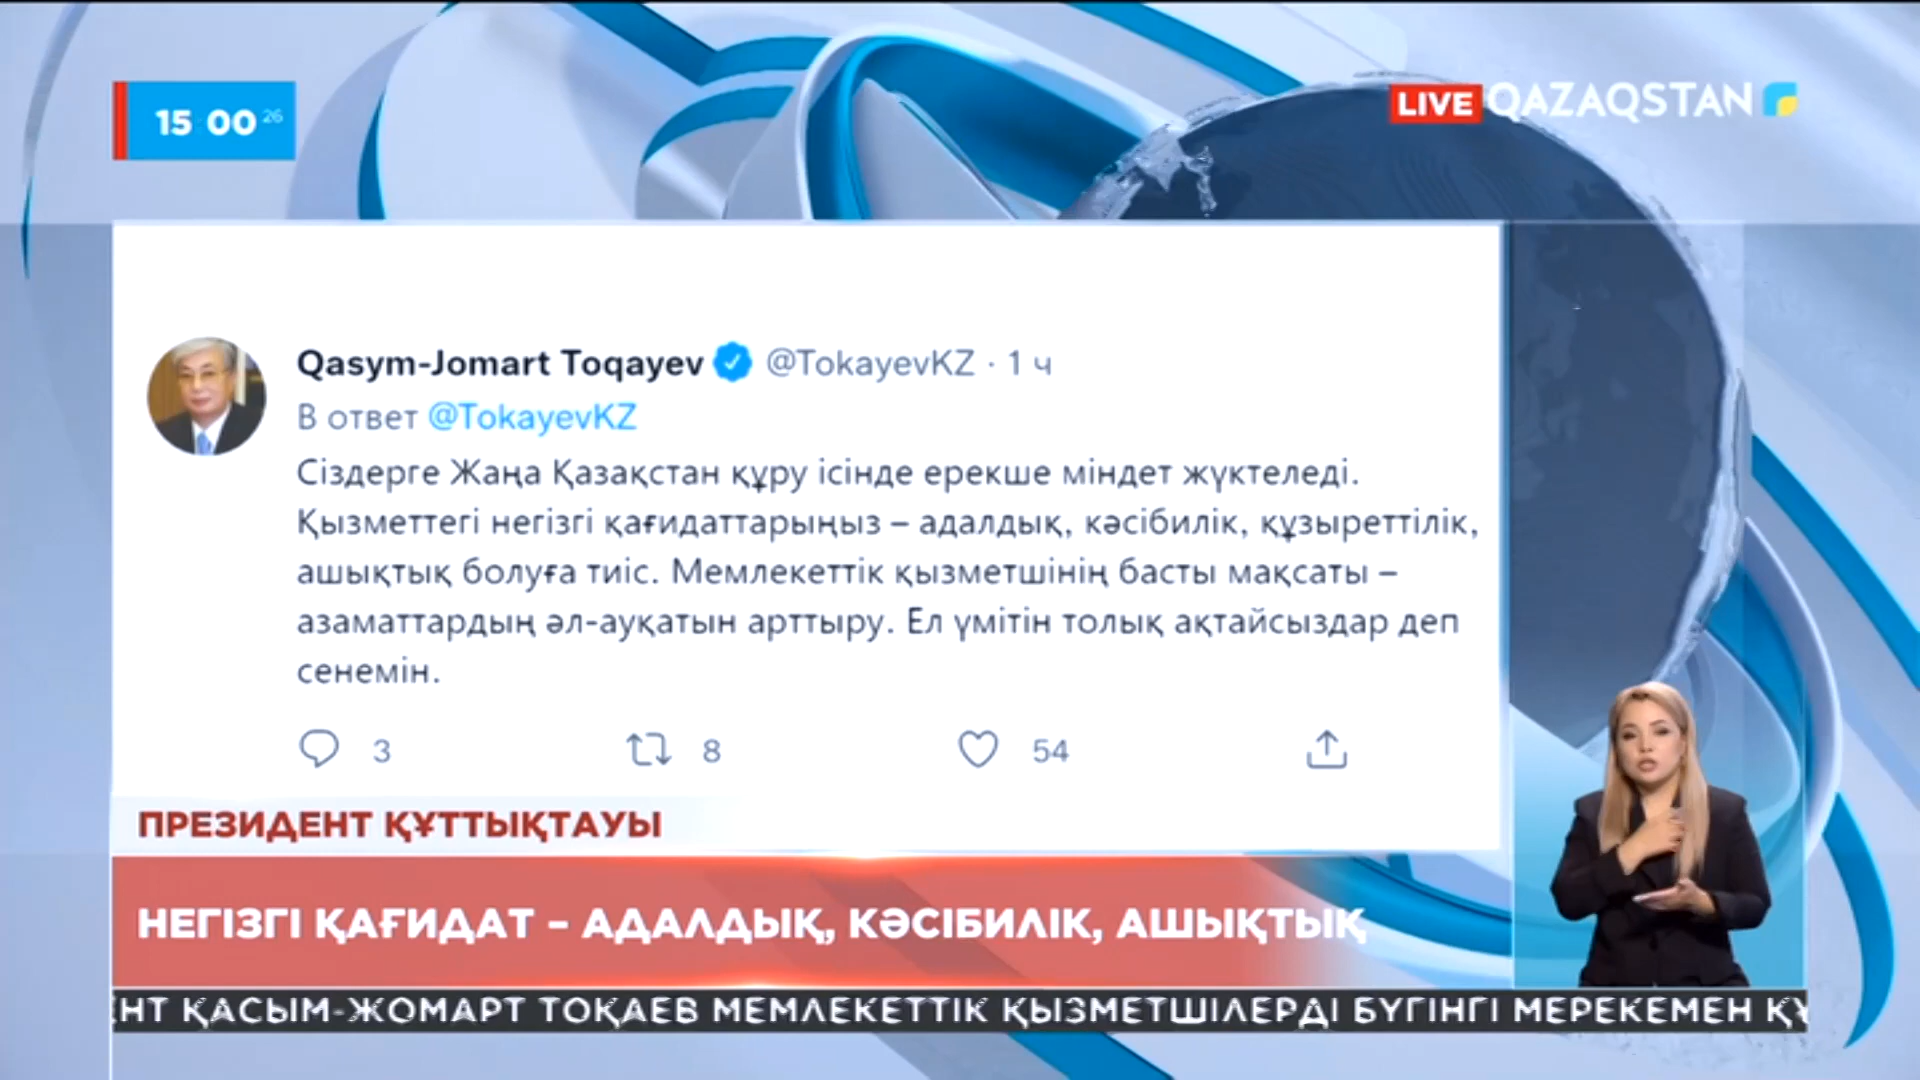 15 00 26
LIVE QAZAQSTAN
Qasym-Jomart Toqayev @TokayevKZ · 1 ч
В ответ @TokayevKZ
Сіздерге Жаңа Қазақстан құру ісінде ерекше міндет жүктеледі.
Қызметтегі негізгі қағидаттарыңыз – адалдық, кәсібилік, құзыреттілік,
ашықтық болуға тиіс. Мемлекеттік қызметшінің басты мақсаты –
азаматтардың әл-ауқатын арттыру. Ел үмітін толық ақтайсыздар деп
сенемін.
3 8 54
ПРЕЗИДЕНТ ҚҰТТЫҚТАУЫ
НЕГІЗГІ ҚАҒИДАТ – АДАЛДЫҚ, КӘСІБИЛІК, АШЫҚТЫҚ
ЕНТ ҚАСЫМ-ЖОМАРТ ТОҚАЕВ МЕМЛЕКЕТТІК ҚЫЗМЕТШІЛЕРДІ БҮГІНГІ МЕРЕКЕМЕН ҚҰ